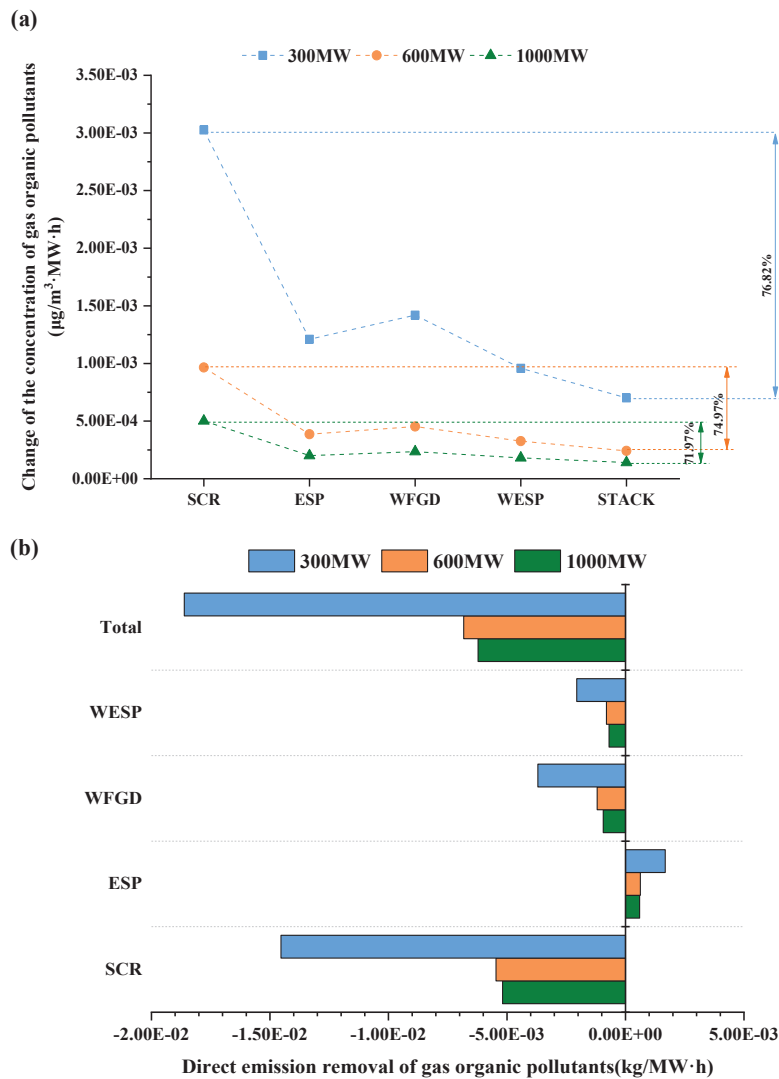 (a)
300MW 600MW 1000MW
Change of the concentration of gas organic pollutants
(μg/m³·MW·h)
3.50E-03
3.00E-03
2.50E-03
2.00E-03
1.50E-03
1.00E-03
5.00E-04
0.00E+00
76.82%
74.97%
71.97%
SCR ESP WFGD WESP STACK
(b)
300MW 600MW 1000MW
Total
WESP
WFGD
ESP
SCR
-2.00E-02 -1.50E-02 -1.00E-02 -5.00E-03 0.00E+00 5.00E-03
Direct emission removal of gas organic pollutants(kg/MW·h)